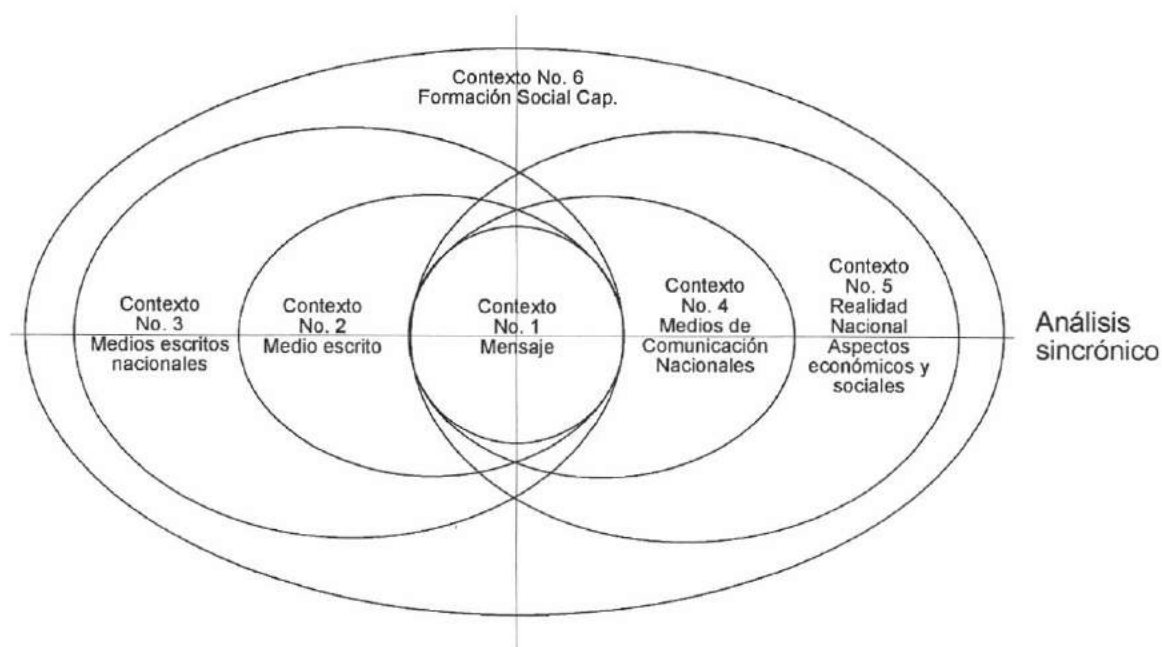 Contexto No. 6
Formación Social Cap.
Contexto
No. 3
Medios escritos
nacionales
Contexto
No. 2
Medio escrito
Contexto
No. 1
Mensaje
Contexto
No. 4
Medios de
Comunicación
Nacionales
Contexto
No. 5
Realidad
Nacional
Aspectos
económicos y
sociales
Análisis
sincrónico